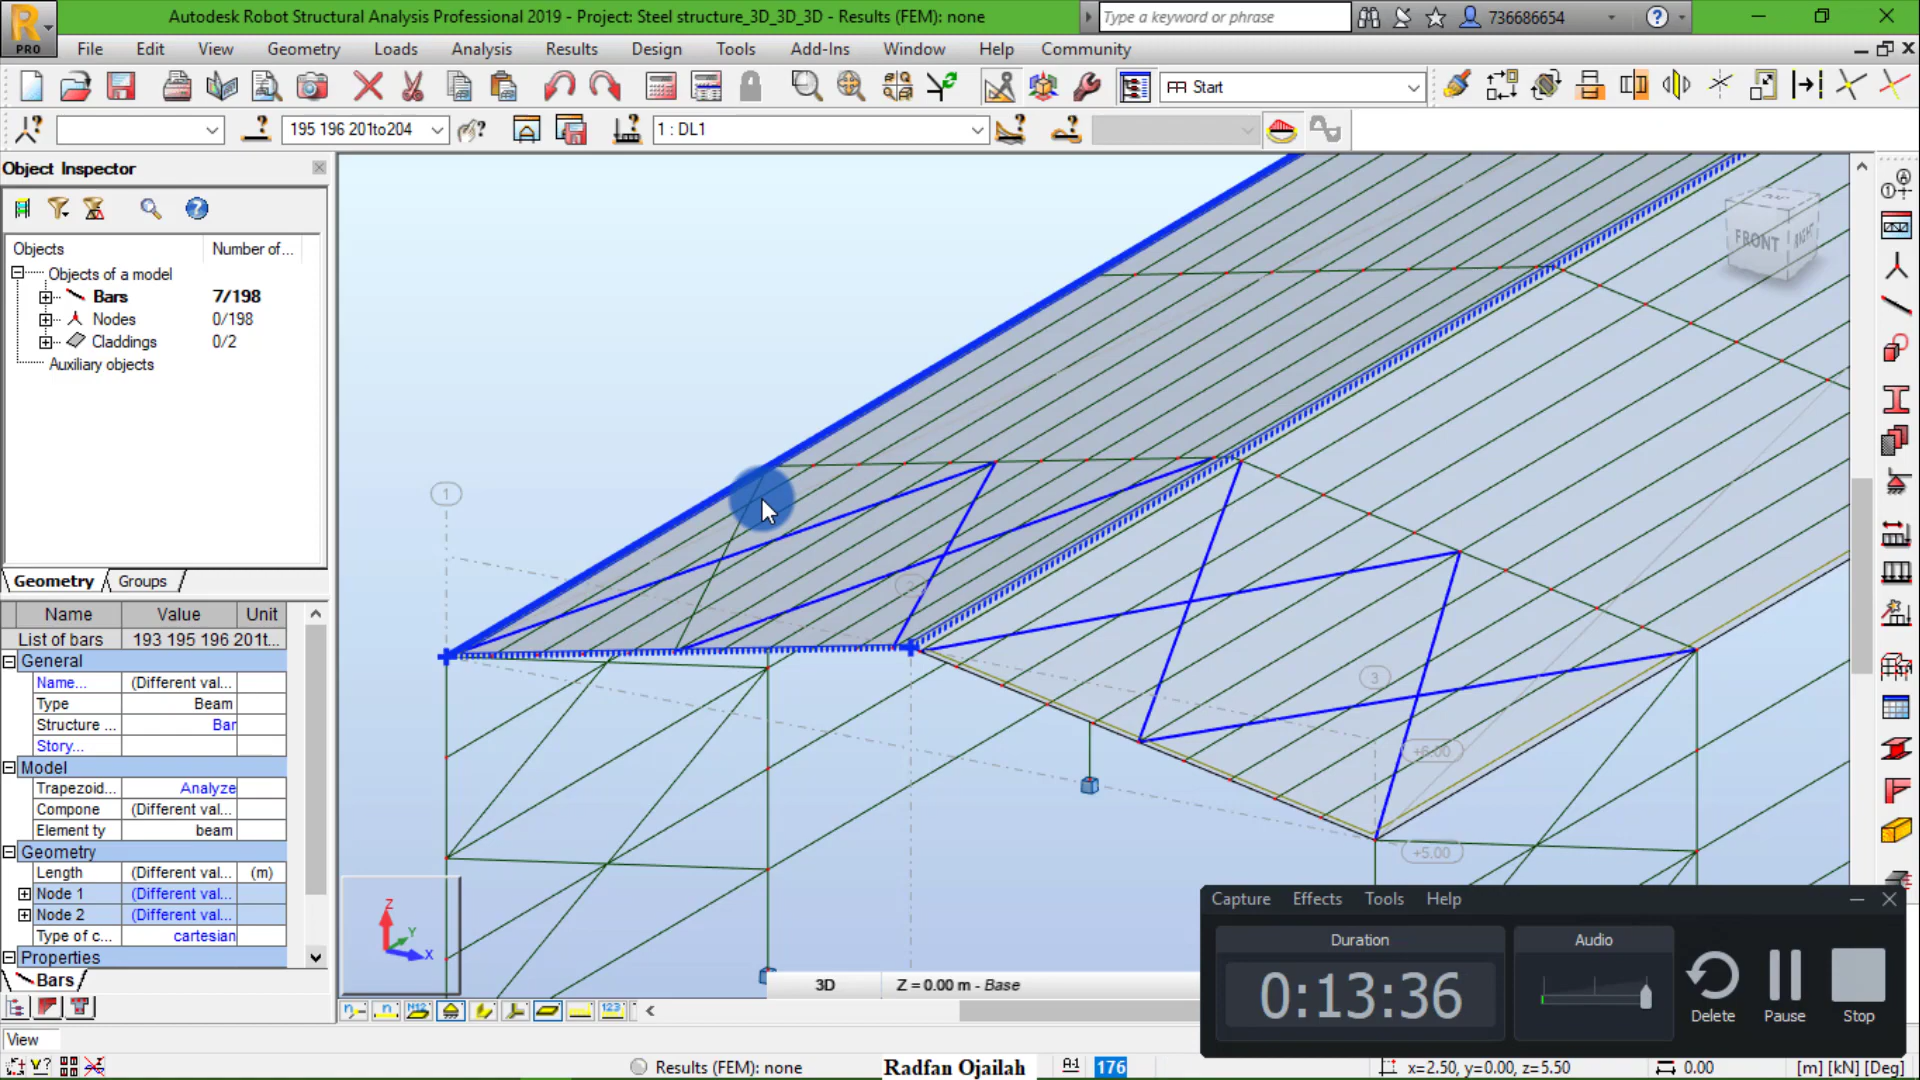 Autodesk Robot Structural Analysis Professional 2019 - Project: Steel structure_3D_3D_3D - Results (FEM): none
Type a keyword or phrase
736686654
PRO
File Edit View Geometry Loads Analysis Results Design Tools Add-Ins Window Help Community
Start
195 196 201to204
1 : DL1
Object Inspector
Objects Number of...
Objects of a model
Bars 7/198
Nodes 0/198
Claddings 0/2
Auxiliary objects
Geometry Groups
Name Value Unit
List of bars 193 195 196 201t...
General
Name... (Different val...
Type Beam
Structure ... Bar
Story...
Model
Trapezoid... Analyze
Compone (Different val...
Element ty beam
Geometry
Length (Different val... (m)
Node 1 (Different val...
Node 2 (Different val...
Type of c... cartesian
Properties
Bars
1
2
3
+6.00
+5.00
FRONT
RIGHT
Z
Y
X
3D Z = 0.00 m - Base
Capture Effects Tools Help
Duration
0:13:36
Audio
Delete Pause Stop
View
Results (FEM): none
Radfan Ojailah
176
x=2.50, y=0.00, z=5.50
0.00
[m] [kN] [Deg]